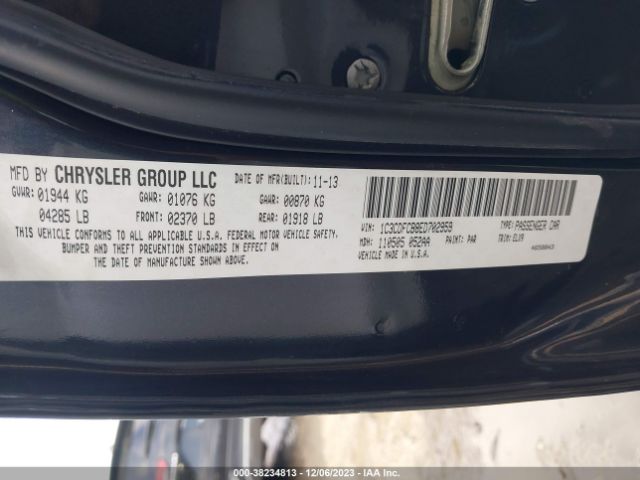 MFD BY CHRYSLER GROUP LLC
DATE OF MFR(BUILT): 11-13
GVWR: 01944 KG GAWR: 01076 KG GAWR: 00870 KG
04285 LB FRONT: 02370 LB REAR: 01918 LB
THIS VEHICLE CONFORMS TO ALL APPLICABLE U.S.A. FEDERAL MOTOR VEHICLE SAFETY,
BUMPER AND THEFT PREVENTION STANDARDS IN EFFECT ON
THE DATE OF MANUFACTURE SHOWN ABOVE.
VIN: 1C3CDFCB8ED702959 TYPE: PASSENGER CAR
MDH: 110505 052AA PAINT: PAR TRIM: ELX9
VEHICLE MADE IN U.S.A.
000-38234813 - 12/06/2023 - IAA Inc.